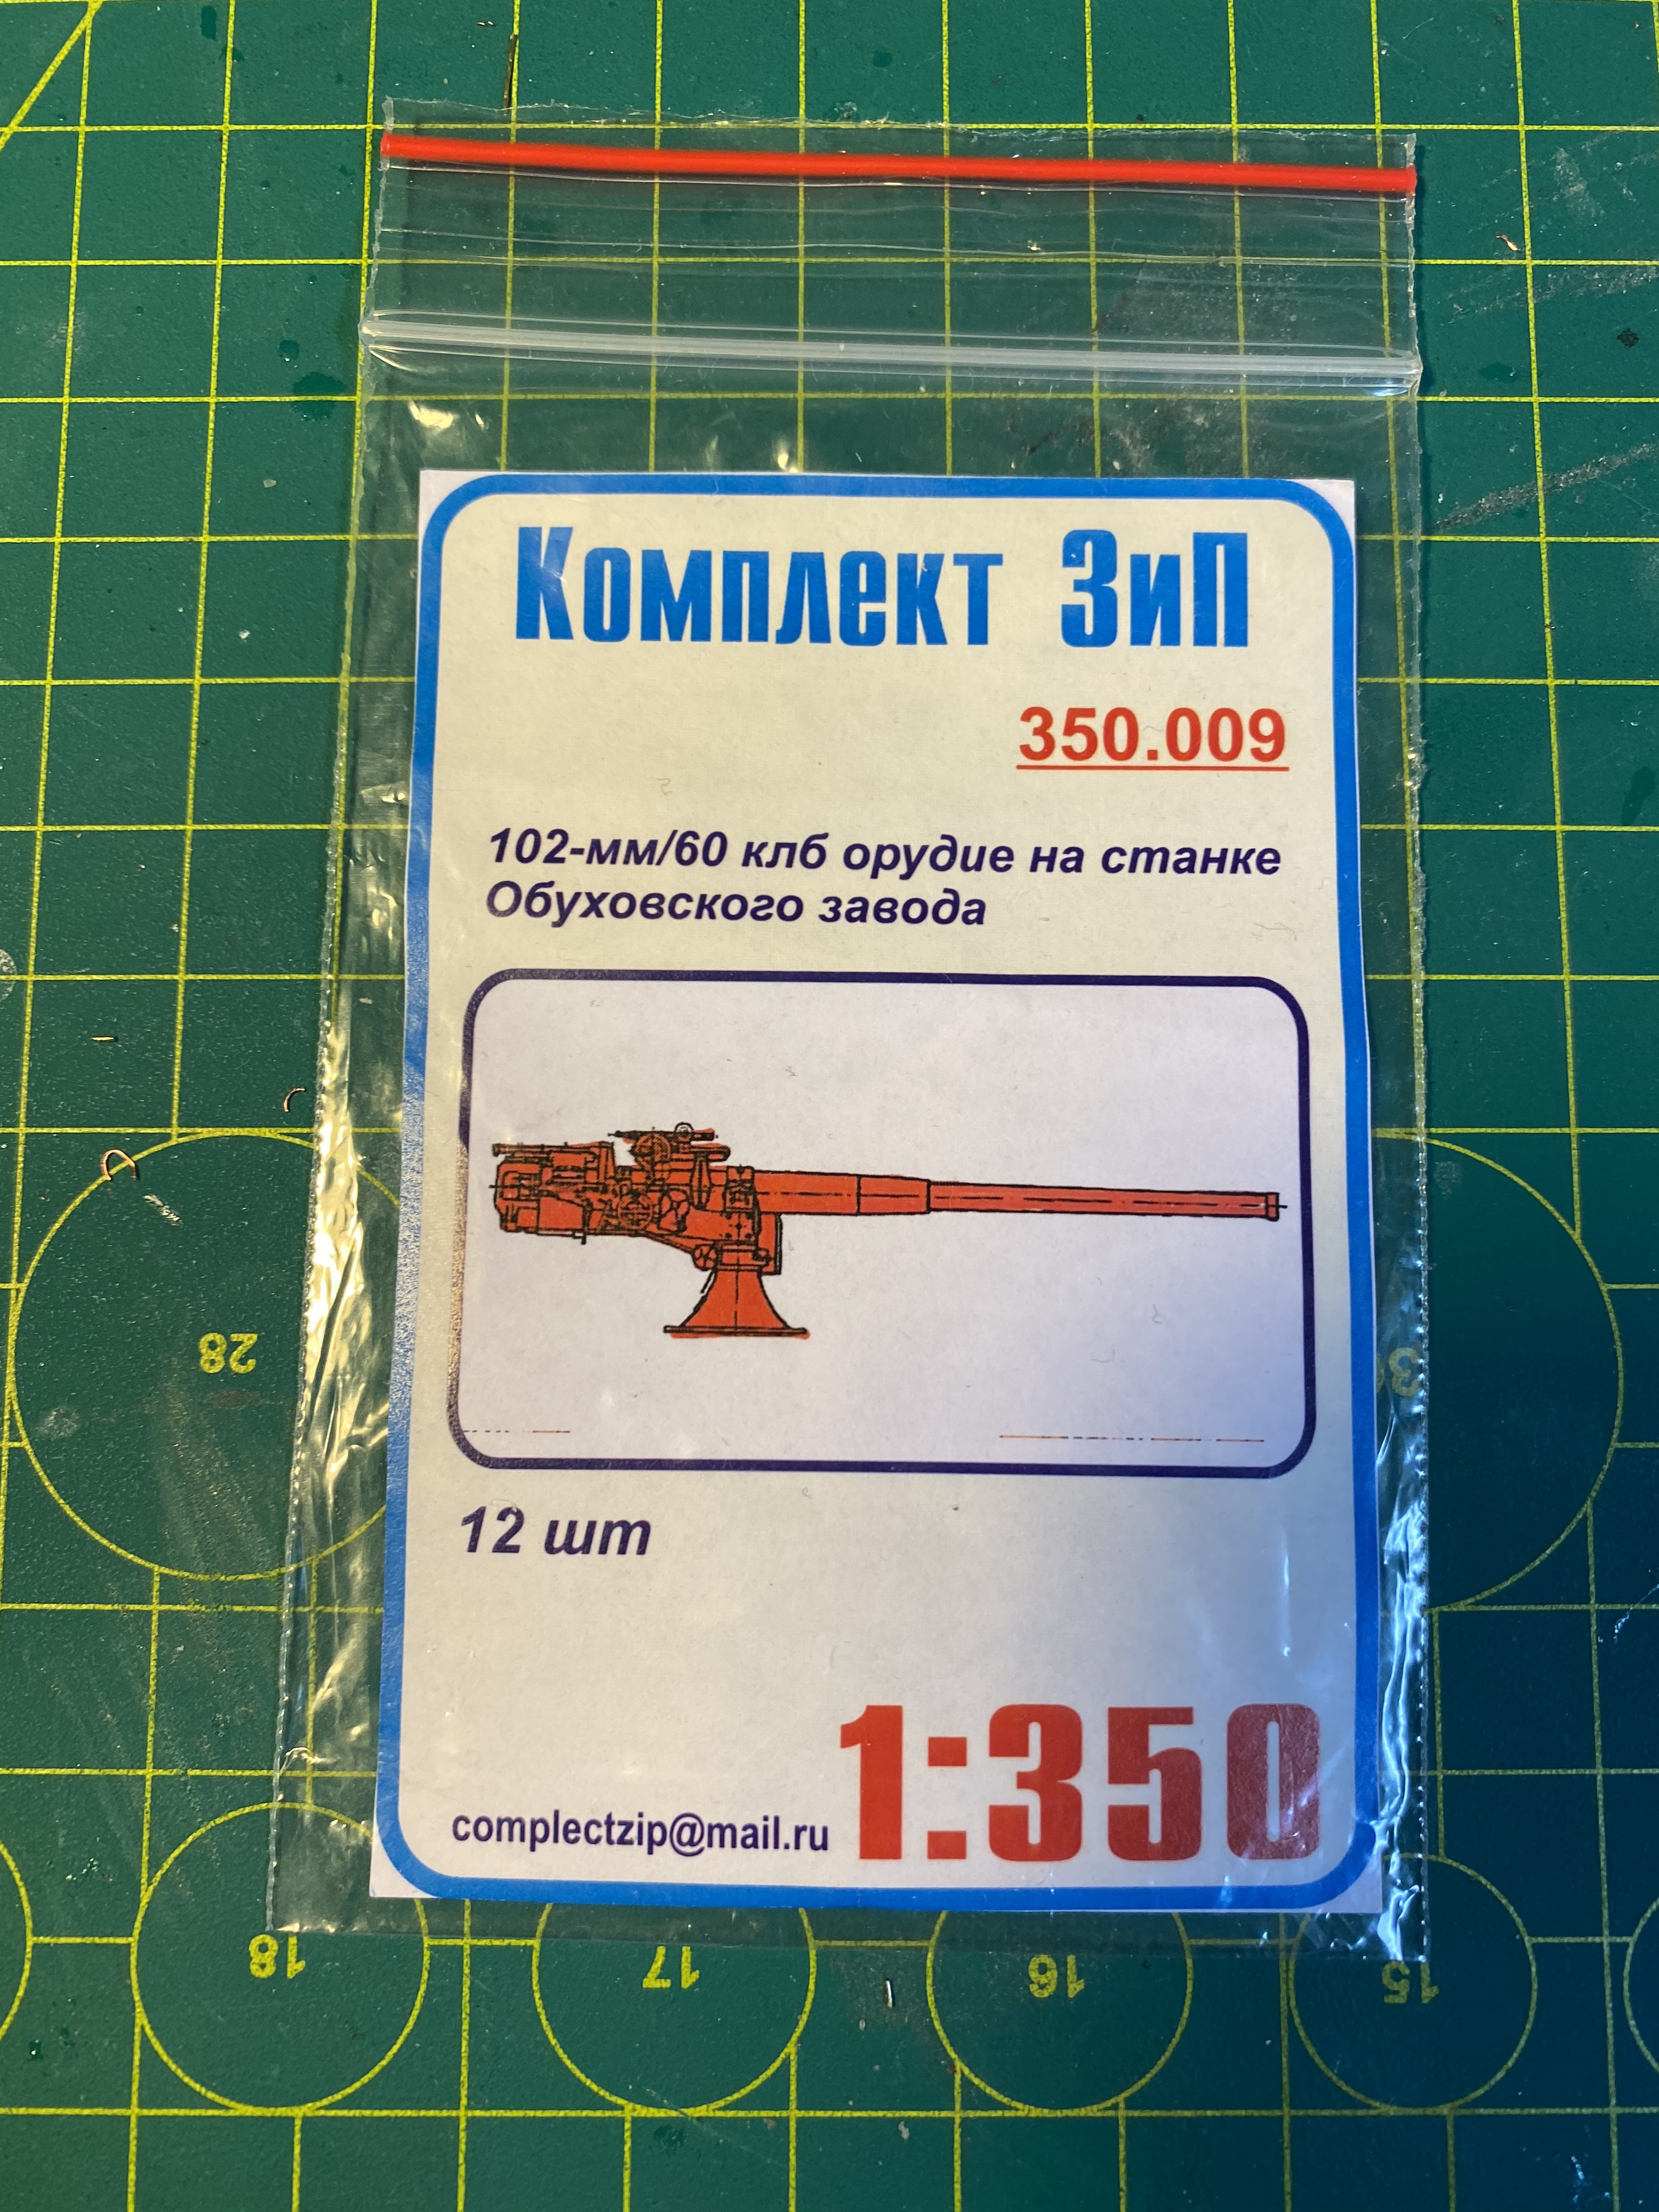 Комплект ЗиП
350.009
102-мм/60 клб орудие на станке
Обуховского завода
12 шт
1:350
complectzip@mail.ru
28
18
17
16
15